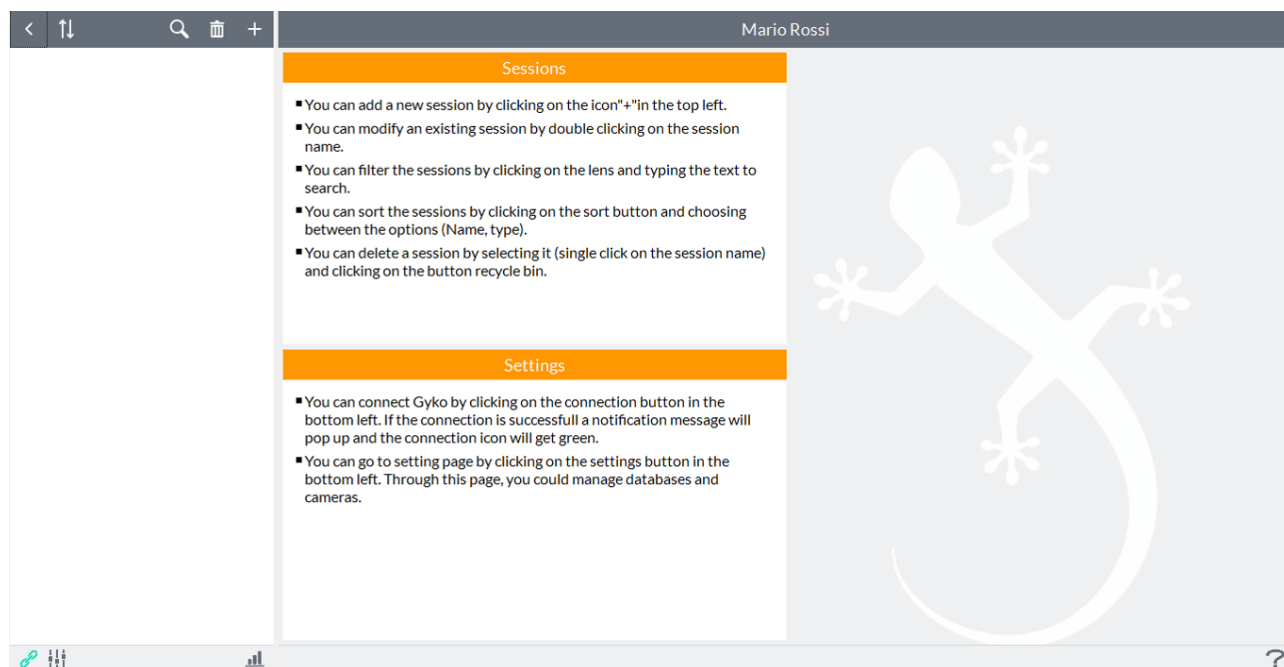 Mario Rossi
Sessions
▪ You can add a new session by clicking on the icon"+"in the top left.
▪ You can modify an existing session by double clicking on the session
name.
▪ You can filter the sessions by clicking on the lens and typing the text to
search.
▪ You can sort the sessions by clicking on the sort button and choosing
between the options (Name, type).
▪ You can delete a session by selecting it (single click on the session name)
and clicking on the button recycle bin.
Settings
▪ You can connect Gyko by clicking on the connection button in the
bottom left. If the connection is successfull a notification message will
pop up and the connection icon will get green.
▪ You can go to setting page by clicking on the settings button in the
bottom left. Through this page, you could manage databases and
cameras.